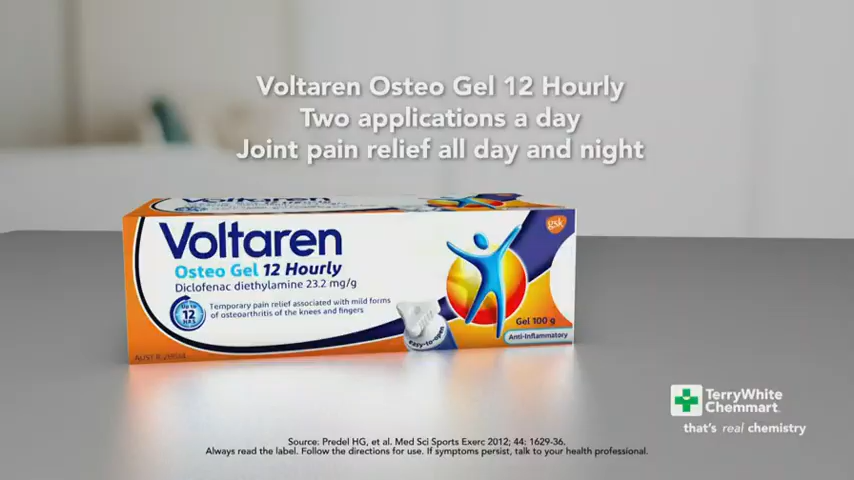 Voltaren Osteo Gel 12 Hourly
Two applications a day
Joint pain relief all day and night
Voltaren
Osteo Gel 12 Hourly
Diclofenac diethylamine 23.2 mg/g
Up to
12
HRS
Temporary pain relief associated with mild forms
of osteoarthritis of the knees and fingers
easy-to-open
gsk
Gel 100 g
Anti-Inflammatory
TerryWhite
Chemmart
that's real chemistry
Source: Predel HG, et al. Med Sci Sports Exerc 2012; 44: 1629-36.
Always read the label. Follow the directions for use. If symptoms persist, talk to your health professional.